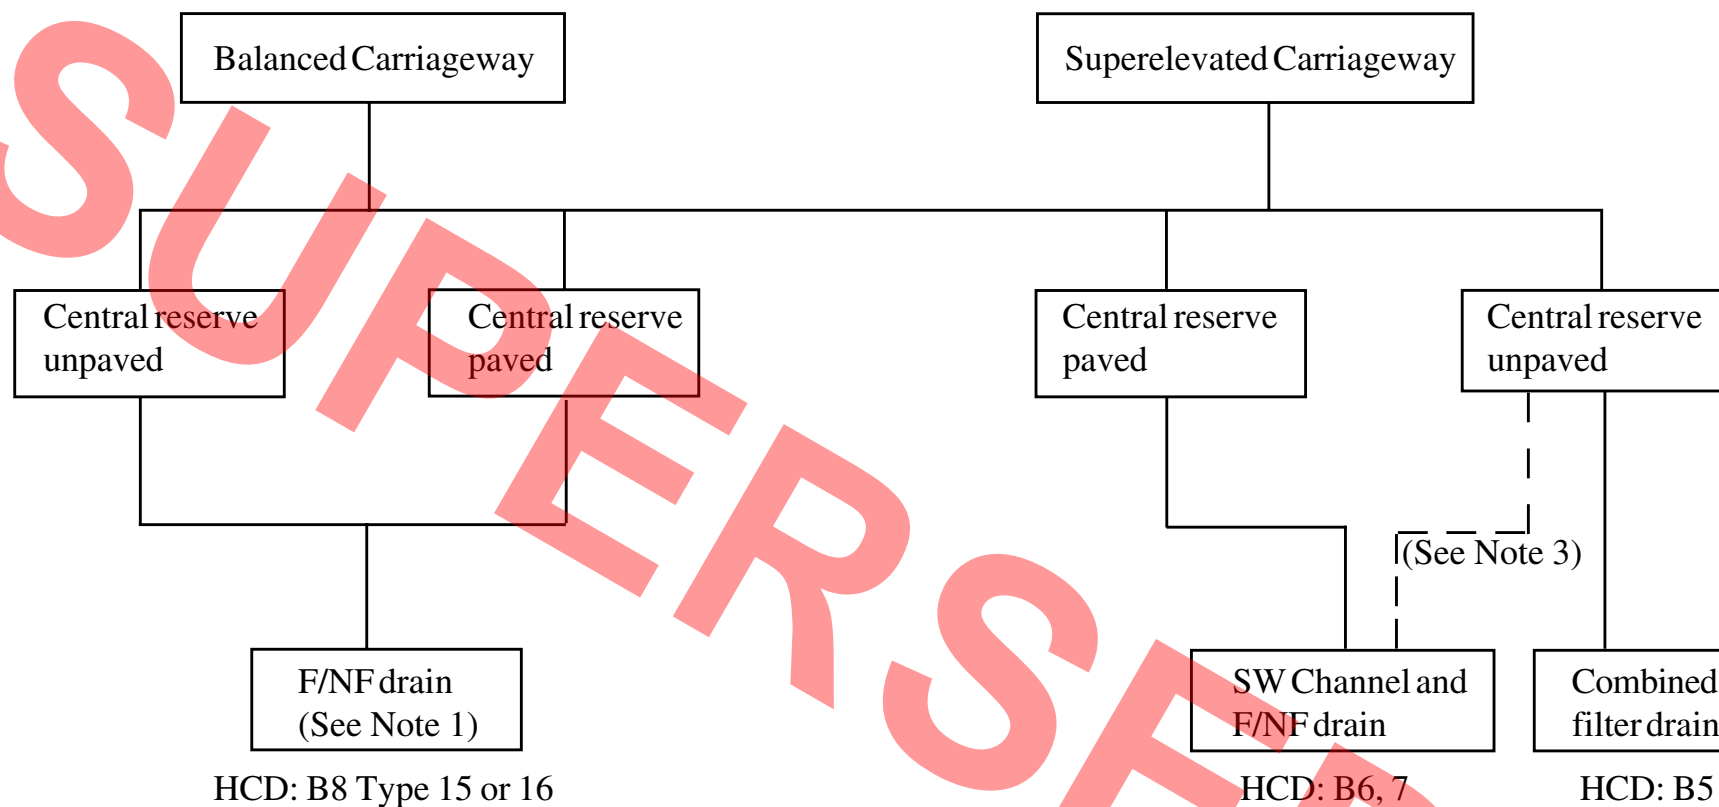 Balanced Carriageway
Superelevated Carriageway
Central reserve
unpaved
Central reserve
paved
Central reserve
paved
Central reserve
unpaved
(See Note 3)
F/NF drain
(See Note 1)
SW Channel and
F/NF drain
Combined
filter drain
HCD: B8 Type 15 or 16
HCD: B6, 7
HCD: B5